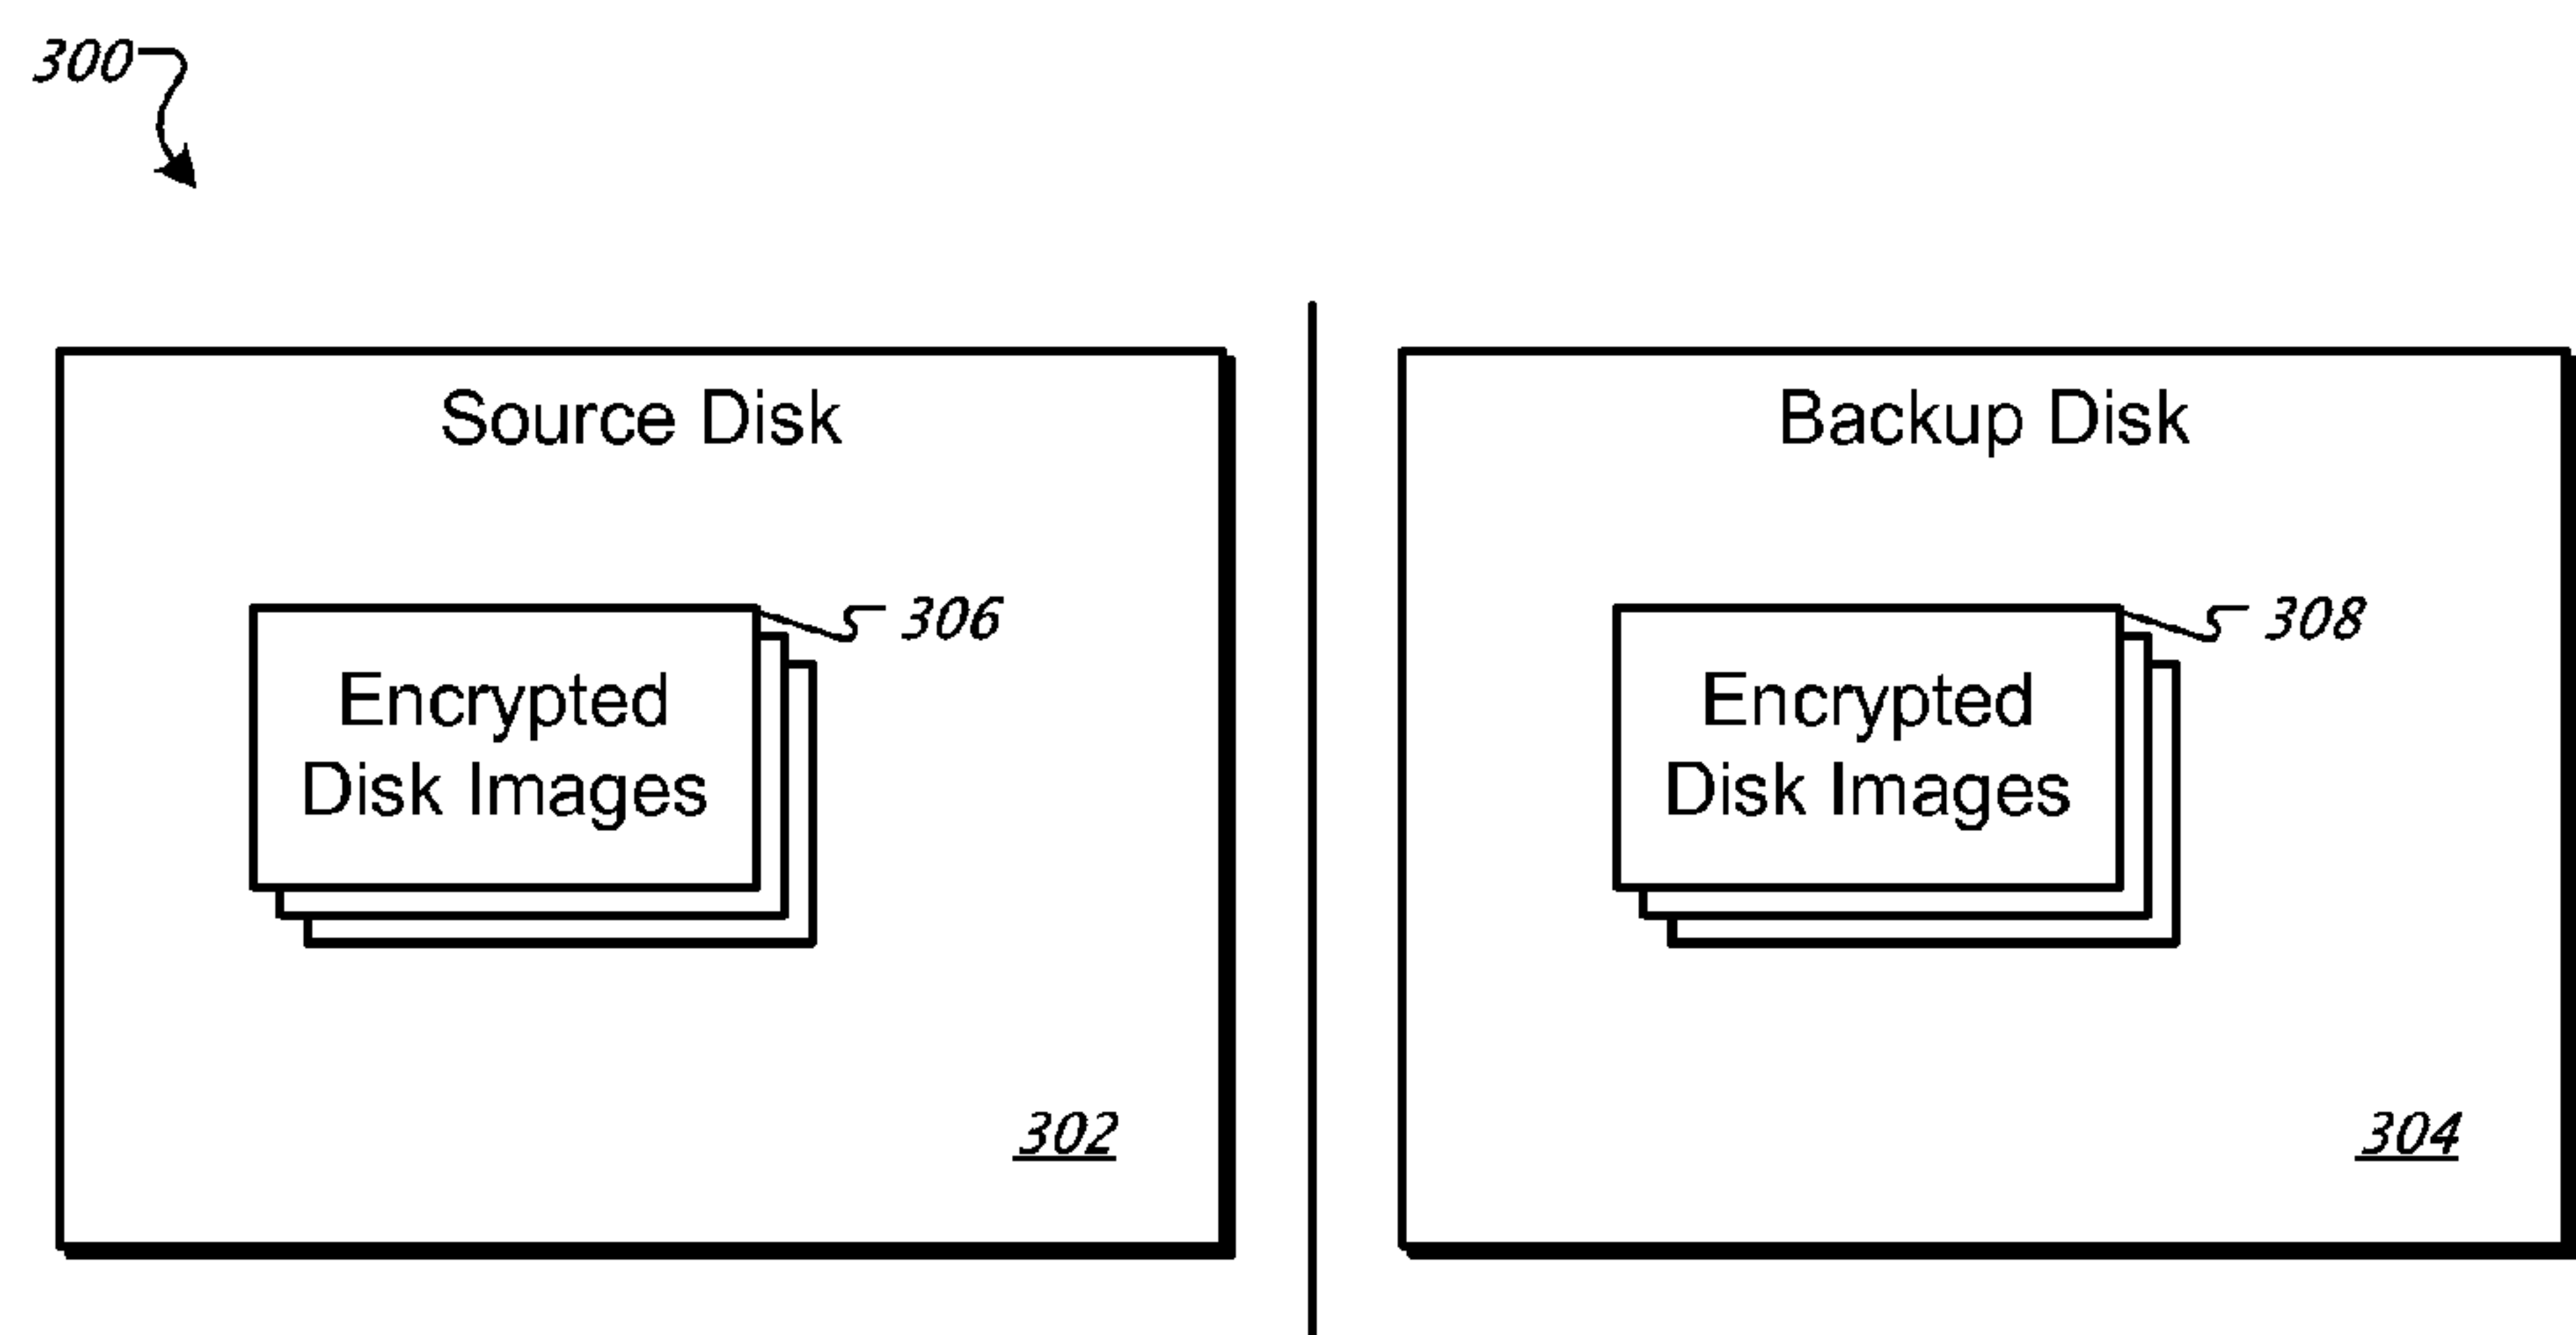 300
Source Disk
306
Encrypted
Disk Images
302
Backup Disk
308
Encrypted
Disk Images
304